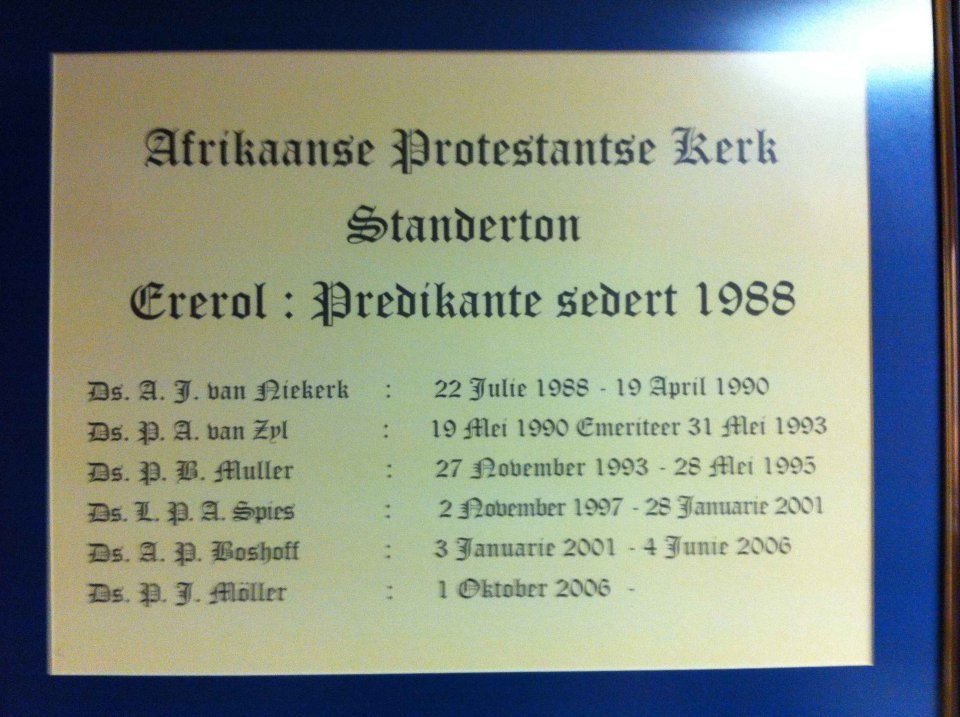 Afrikaanse Protestantse Kerk
Standerton
Ererol : Predikante sedert 1988
Ds. A. J. van Niekerk : 22 Julie 1988 - 19 April 1990
Ds. P. A. van Zyl : 19 Mei 1990 Emeriteer 31 Mei 1993
Ds. P. B. Muller : 27 November 1993 - 28 Mei 1995
Ds. L. P. A. Spies : 2 November 1997 - 28 Januarie 2001
Ds. A. P. Boshoff : 3 Januarie 2001 - 4 Junie 2006
Ds. P. J. Möller : 1 Oktober 2006 -